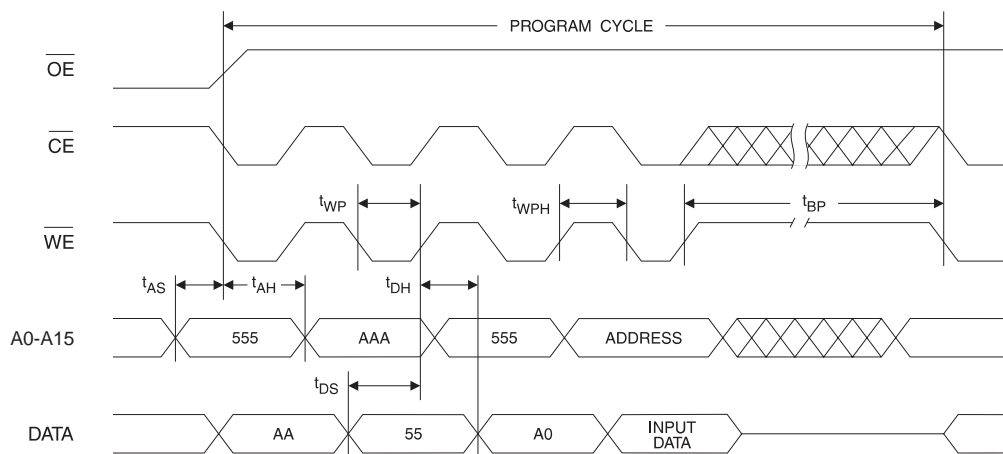 PROGRAM CYCLE
OE
CE
tWP
tWPH
tBP
WE
tAS
tAH
tDH
A0-A15
555
AAA
555
ADDRESS
tDS
DATA
AA
55
A0
INPUT
DATA